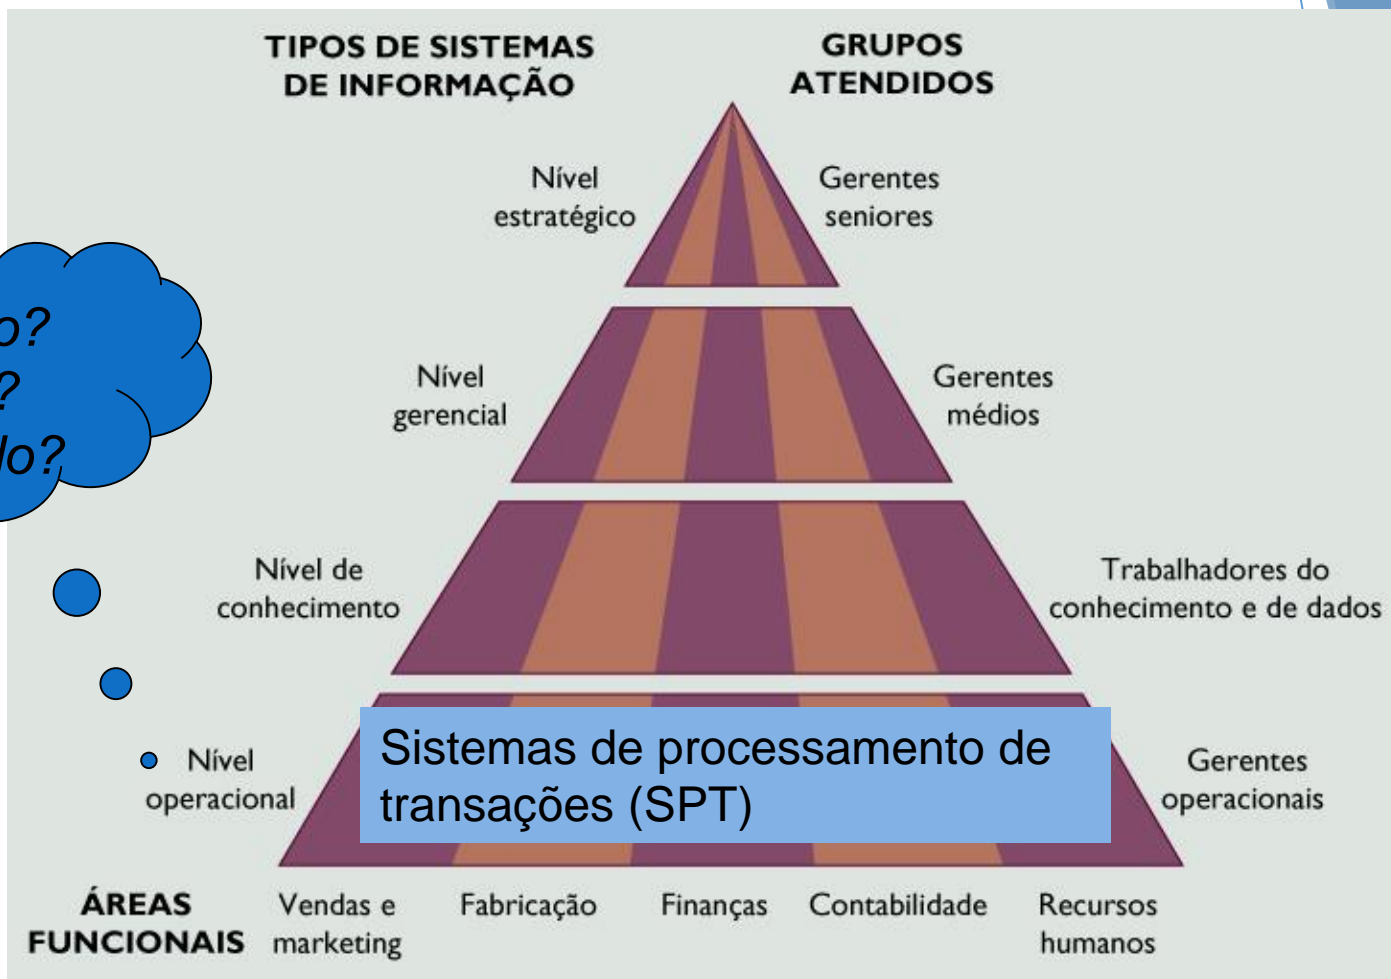 TIPOS DE SISTEMAS
DE INFORMAÇÃO
GRUPOS
ATENDIDOS
Nível
estratégico
Gerentes
seniores
Nível
gerencial
Gerentes
médios
Nível de
conhecimento
Trabalhadores do
conhecimento e de dados
Nível
operacional
Sistemas de processamento de
transações (SPT)
Gerentes
operacionais
ÁREAS
FUNCIONAIS
Vendas e
marketing
Fabricação
Finanças
Contabilidade
Recursos
humanos